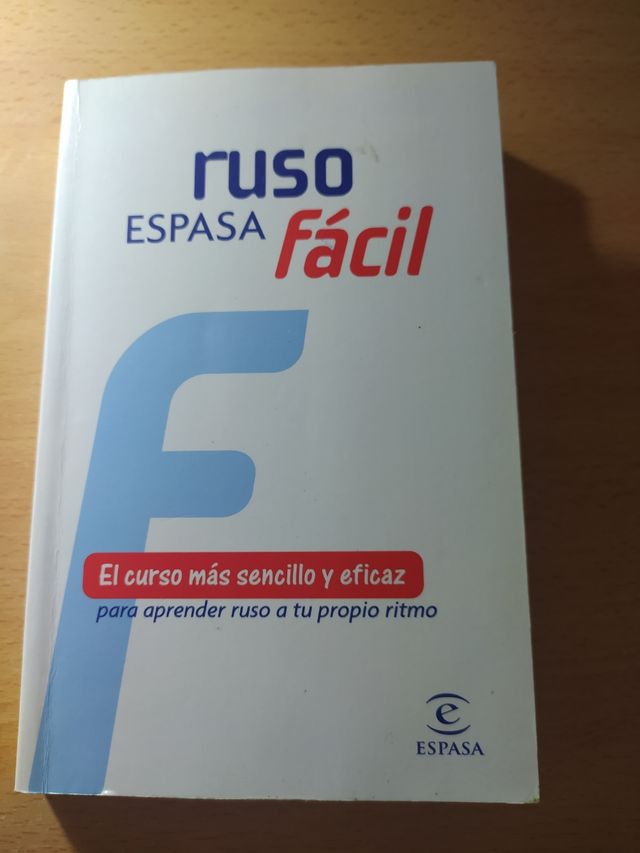 ruso
ESPASA fácil
El curso más sencillo y eficaz
para aprender ruso a tu propio ritmo
e
ESPASA